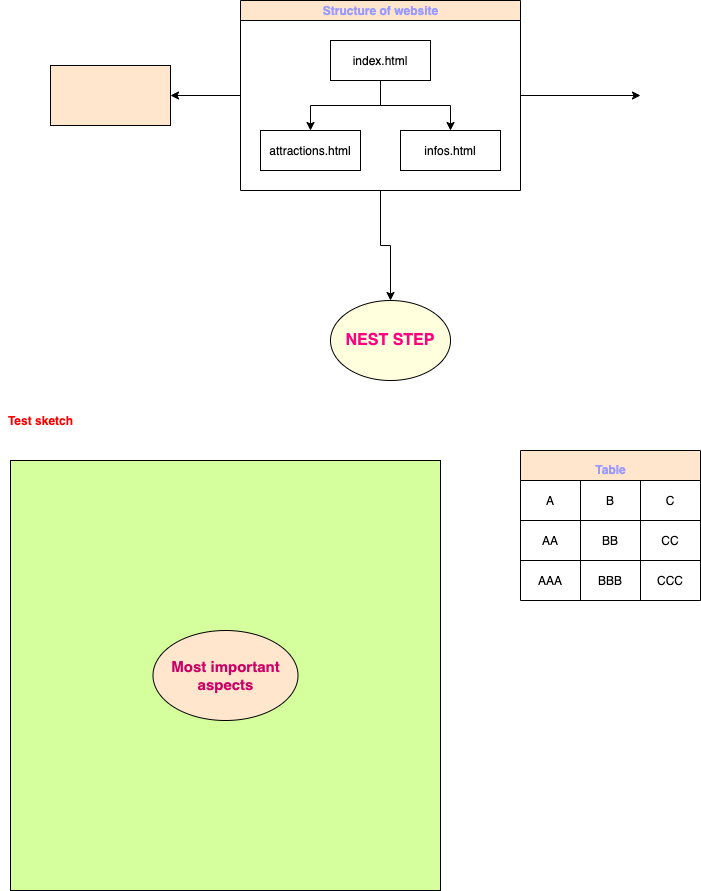 Structure of website
index.html
attractions.html
infos.html
NEST STEP
Test sketch
Table
A B C
AA BB CC
AAA BBB CCC
Most important
aspects